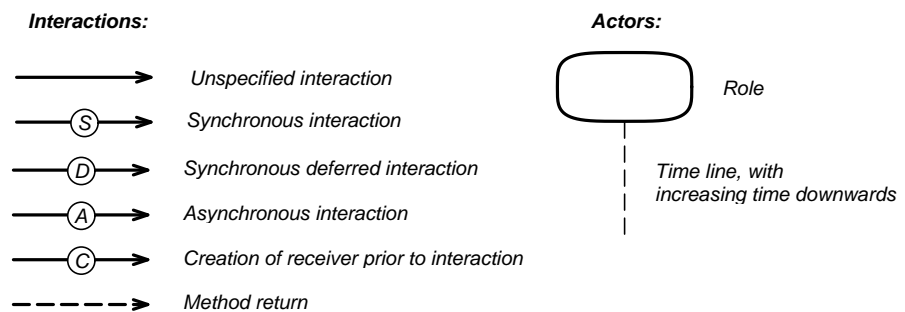 Interactions:
Unspecified interaction
S
Synchronous interaction
D
Synchronous deferred interaction
A
Asynchronous interaction
C
Creation of receiver prior to interaction
Method return
Actors:
Role
Time line, with
increasing time downwards